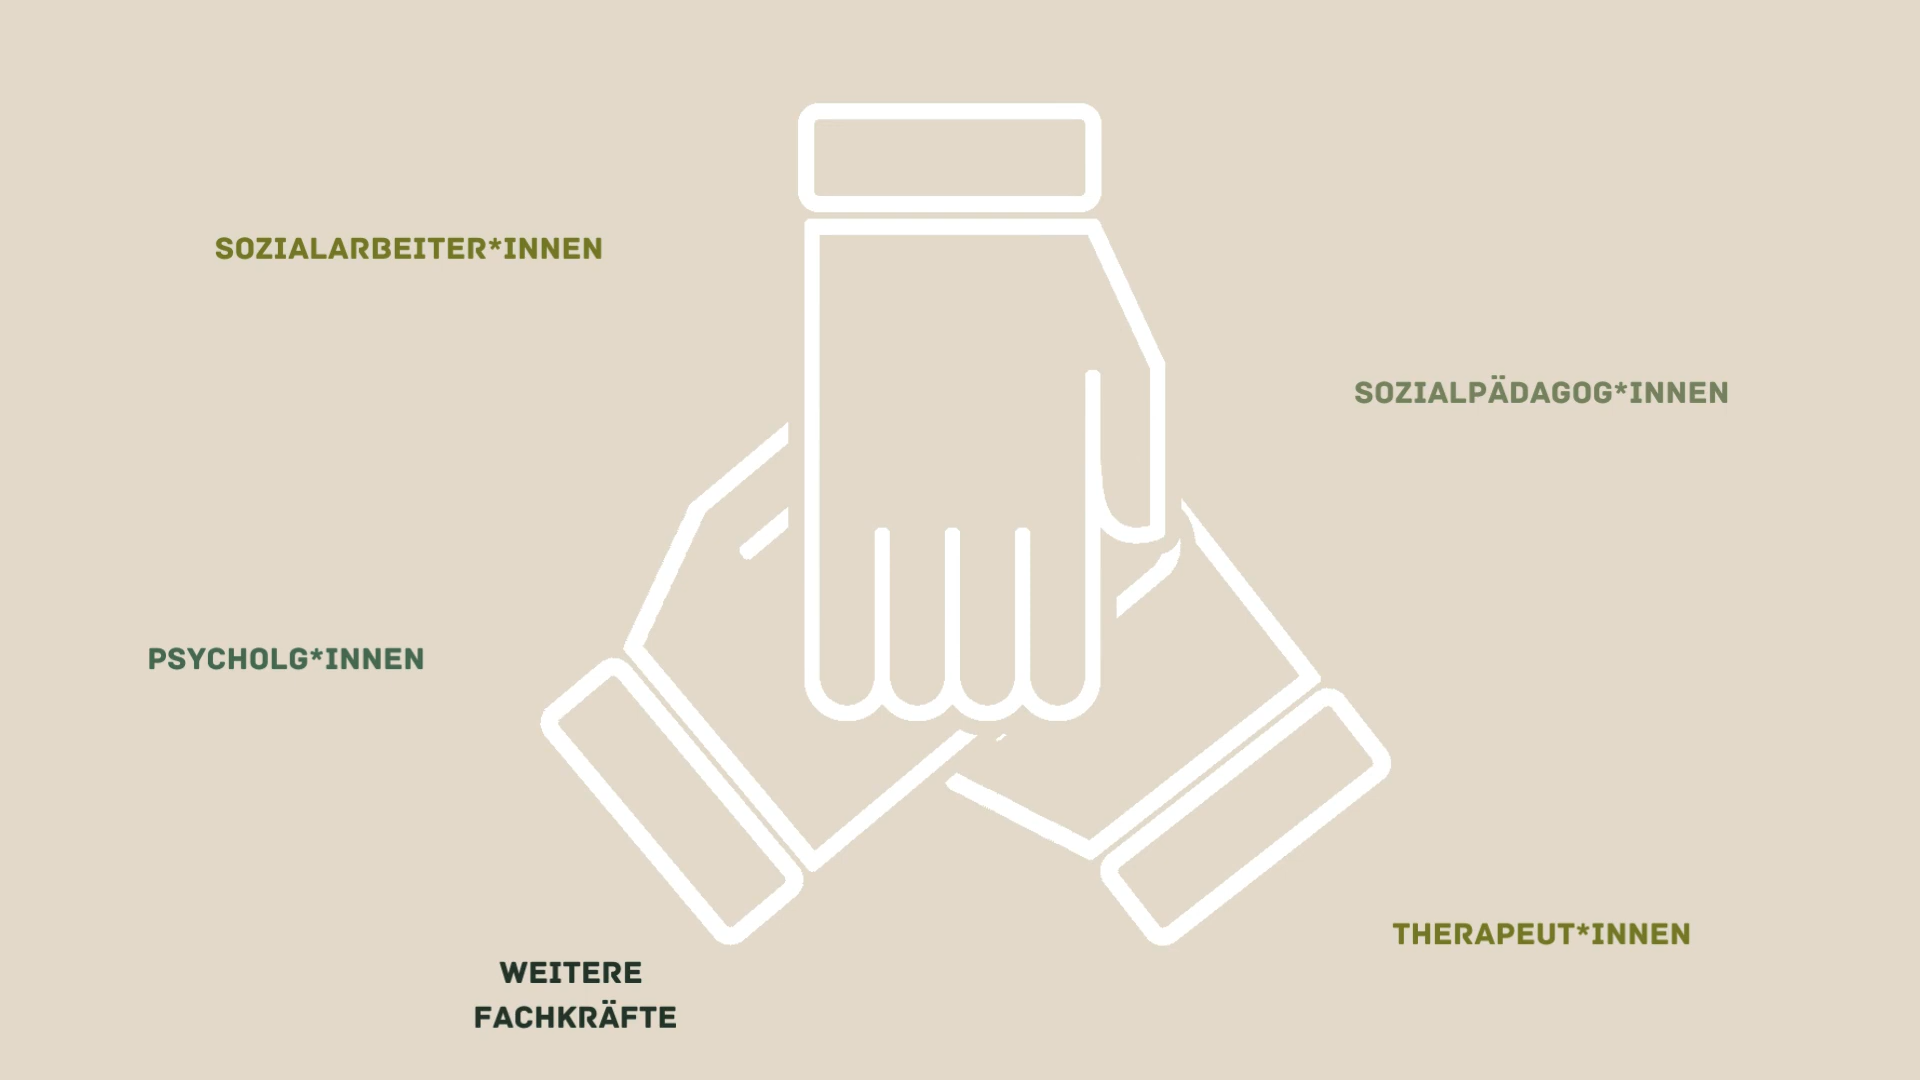 SOZIALARBEITER*INNEN
SOZIALPÄDAGOG*INNEN
PSYCHOLG*INNEN
THERAPEUT*INNEN
WEITERE
FACHKRÄFTE